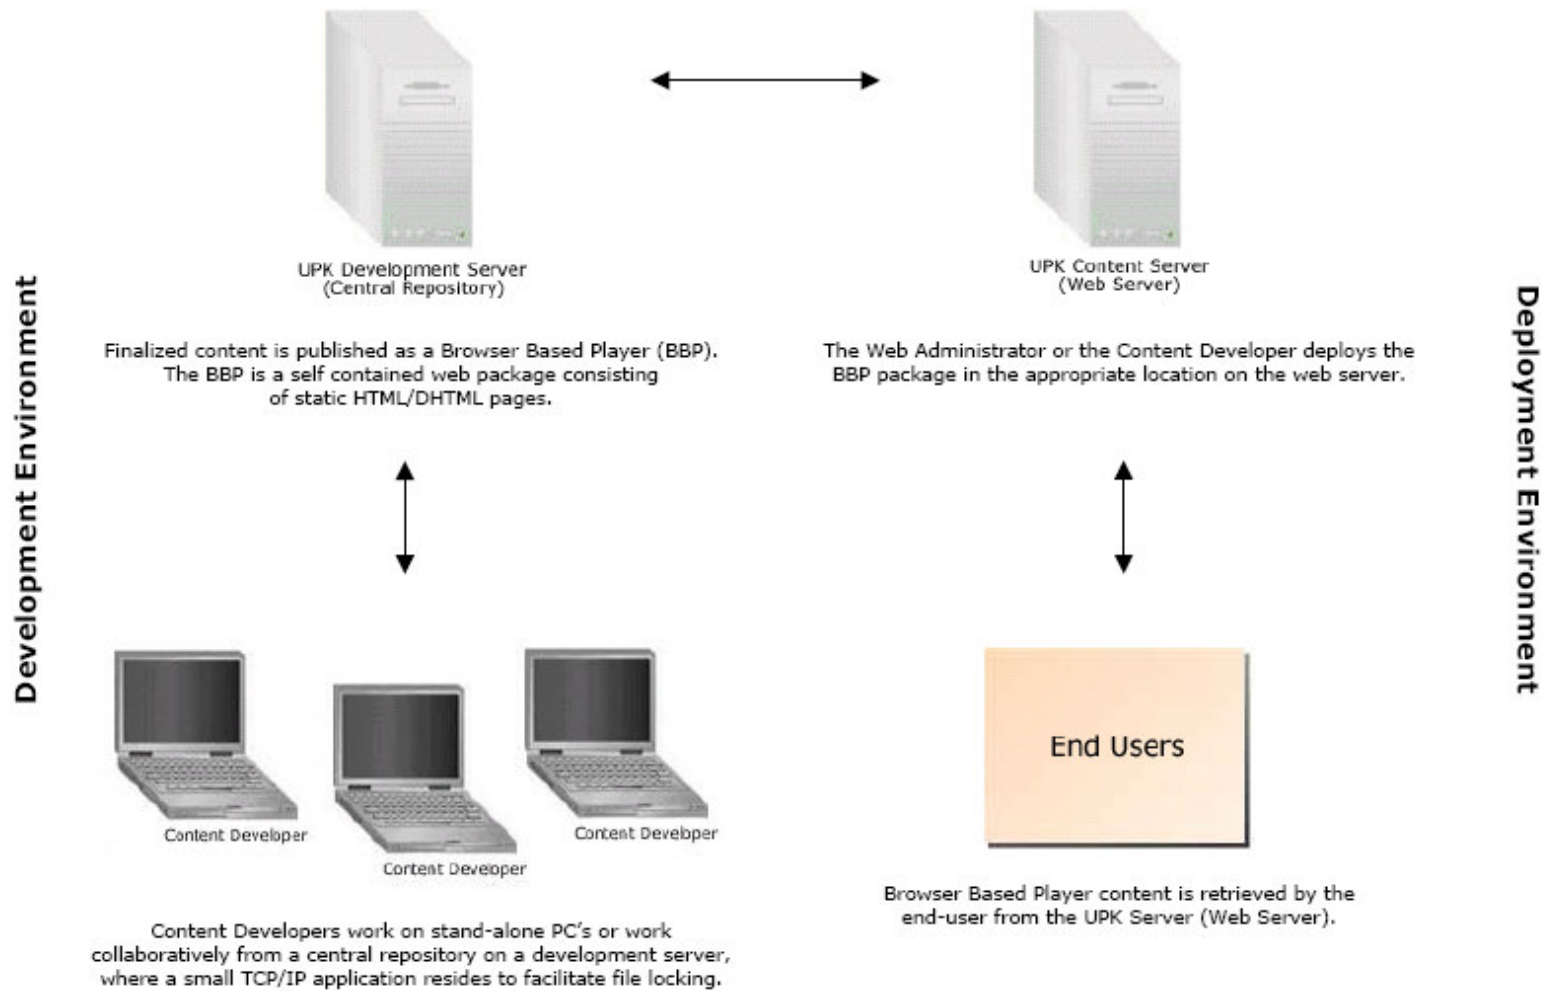 UPK Development Server
(Central Repository)
Finalized content is published as a Browser Based Player (BBP).
The BBP is a self contained web package consisting
of static HTML/DHTML pages.
UPK Content Server
(Web Server)
The Web Administrator or the Content Developer deploys the
BBP package in the appropriate location on the web server.
Development Environment
Deployment Environment
Content Developer
Content Developer
Content Developer
Content Developers work on stand-alone PC's or work
collaboratively from a central repository on a development server,
where a small TCP/IP application resides to facilitate file locking.
End Users
Browser Based Player content is retrieved by the
end-user from the UPK Server (Web Server).